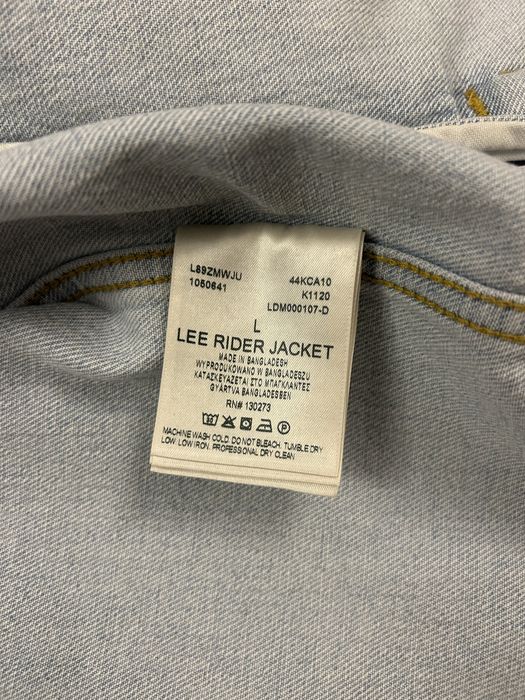 L89ZMWJU 44KCA10
1050641 K1120
LDM000107-D
L
LEE RIDER JACKET
MADE IN BANGLADESH
WYPRODUKOWANO W BANGLADESZU
ΚΑΤΑΣΚΕΥΑΖΕΤΑΙ ΣΤΟ ΜΠΑΓΚΛΑΝΤΕΣ
GYÁRTVA BANGLADESBEN
RN# 130273
MACHINE WASH COLD. DO NOT BLEACH. TUMBLE DRY
LOW. LOW IRON. PROFESSIONAL DRY CLEAN